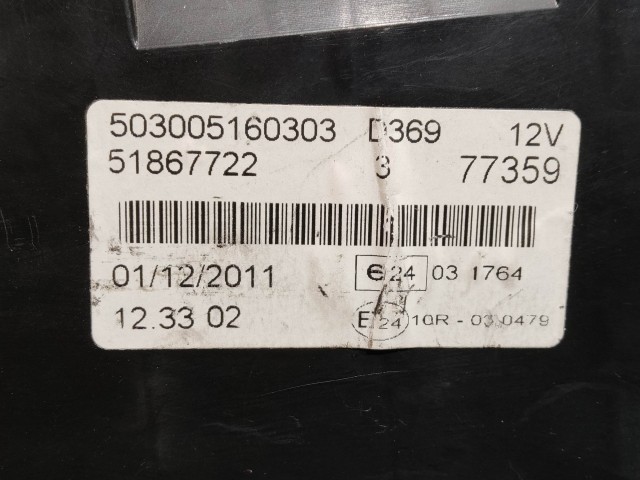 503005160303 D369 12V
51867722 3 77359
01/12/2011 e24 03 1764
12.33 02 E24 10R - 03 0479